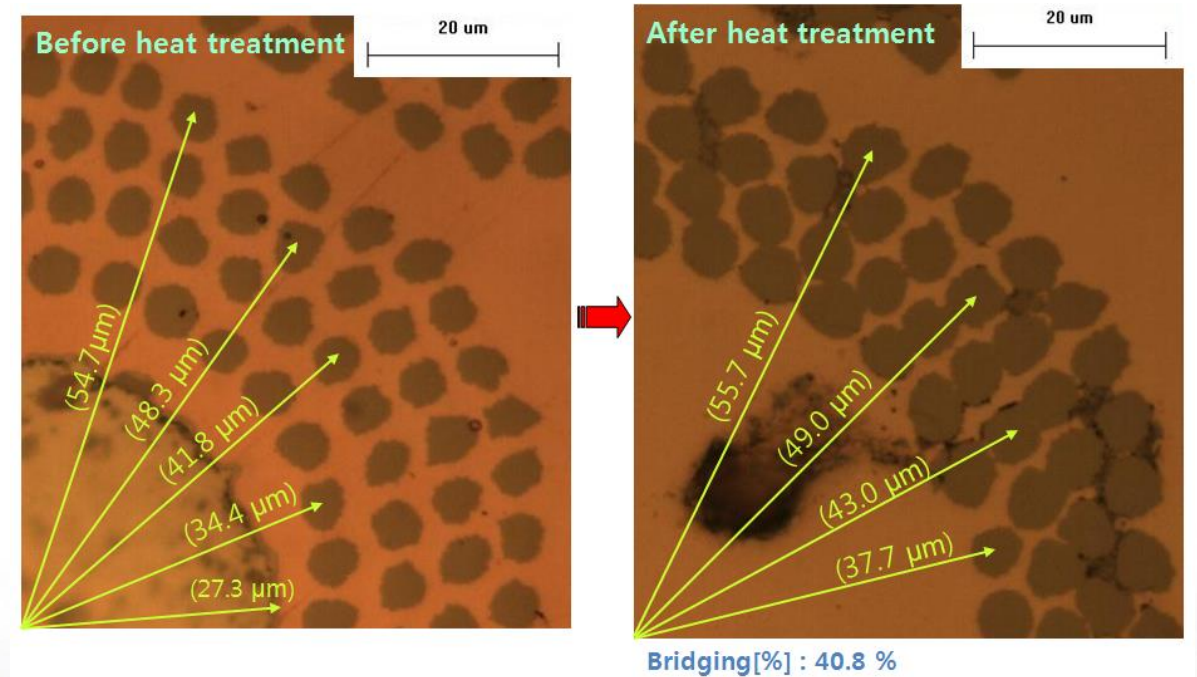 Before heat treatment
20 um
(54.7μm)
(48.3 μm)
(41.8 μm)
(34.4 μm)
(27.3 μm)
After heat treatment
20 um
(55.7 μm)
(49.0 μm)
(43.0 μm)
(37.7 μm)
Bridging[%] : 40.8 %